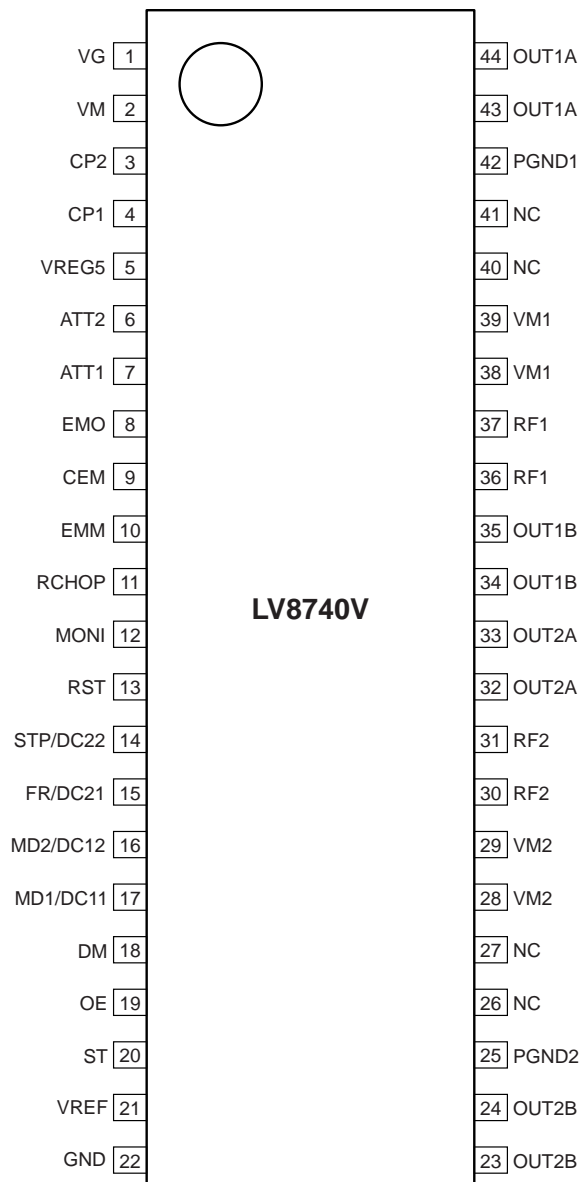 VG 1 44 OUT1A
VM 2 43 OUT1A
CP2 3 42 PGND1
CP1 4 41 NC
VREG5 5 40 NC
ATT2 6 39 VM1
ATT1 7 38 VM1
EMO 8 37 RF1
CEM 9 36 RF1
EMM 10 35 OUT1B
RCHOP 11 34 OUT1B
LV8740V
MONI 12 33 OUT2A
RST 13 32 OUT2A
STP/DC22 14 31 RF2
FR/DC21 15 30 RF2
MD2/DC12 16 29 VM2
MD1/DC11 17 28 VM2
DM 18 27 NC
OE 19 26 NC
ST 20 25 PGND2
VREF 21 24 OUT2B
GND 22 23 OUT2B